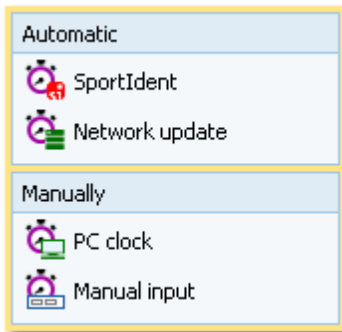 Automatic
SportIdent
Network update
Manually
PC clock
Manual input